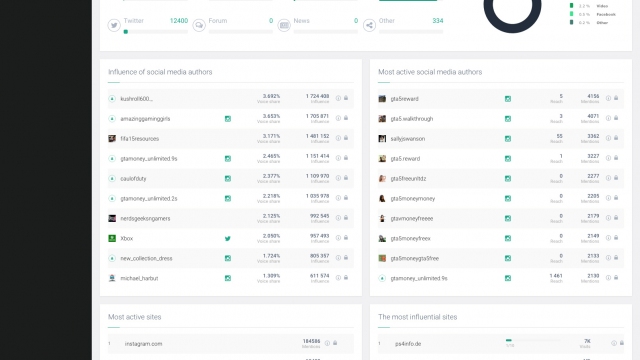 Twitter 12400 Forum 0 News 0 Other 334
2.2 % Video
5.5 % Facebook
5.2 % Other
Influence of social media authors
kushroll600._ 3.692% 1 724 408
Voice share Influence
amazinggaminggirls 3.653% 1 705 871
Voice share Influence
fifa15resources 3.171% 1 481 152
Voice share Influence
gtamoney_unlimited.9s 2.465% 1 151 414
Voice share Influence
caulofduty 2.377% 1 109 970
Voice share Influence
gtamoney_unlimited.2s 2.218% 1 035 978
Voice share Influence
nerdsgeeksngamers 2.125% 992 545
Voice share Influence
Xbox 2.050% 957 493
Voice share Influence
new_collection_dress 1.724% 805 357
Voice share Influence
michael_harbut 1.309% 611 574
Voice share Influence
Most active social media authors
gta5reward 5 4156
Reach Mentions
gta5.walkthrough 3 4071
Reach Mentions
sallyjswanson 55 3362
Reach Mentions
gta5.reward 1 3227
Reach Mentions
gta5freeunltdz 0 2277
Reach Mentions
gta5moneymoney 0 2205
Reach Mentions
gtavmoneyfreeee 0 2179
Reach Mentions
gta5moneyfreex 0 2149
Reach Mentions
gta5moneygta5free 0 2133
Reach Mentions
gtamoney_unlimited.9s 1 461 2130
Reach Mentions
Most active sites
1 instagram.com 184586
Mentions
The most influential sites
1 ps4info.de 7K
Visits